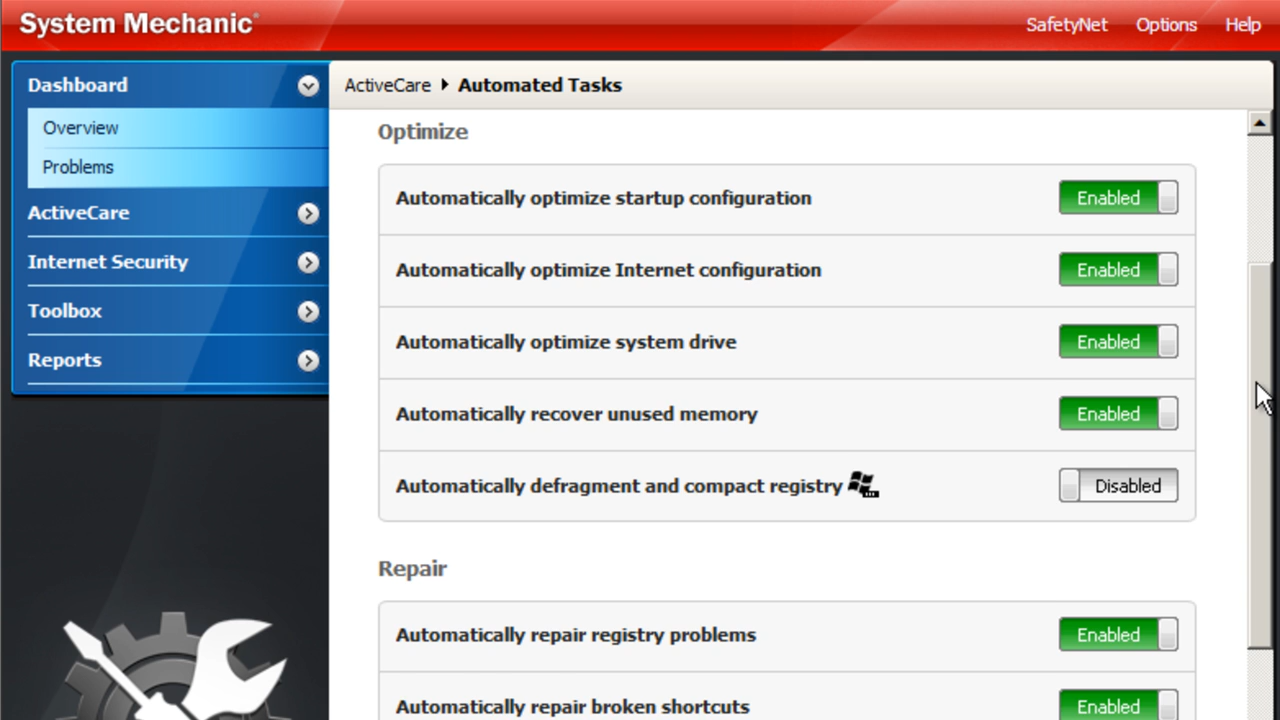 System Mechanic®
SafetyNet Options Help
Dashboard
Overview
Problems
ActiveCare
Internet Security
Toolbox
Reports
ActiveCare Automated Tasks
Optimize
Automatically optimize startup configuration Enabled
Automatically optimize Internet configuration Enabled
Automatically optimize system drive Enabled
Automatically recover unused memory Enabled
Automatically defragment and compact registry Disabled
Repair
Automatically repair registry problems Enabled
Automatically repair broken shortcuts Enabled